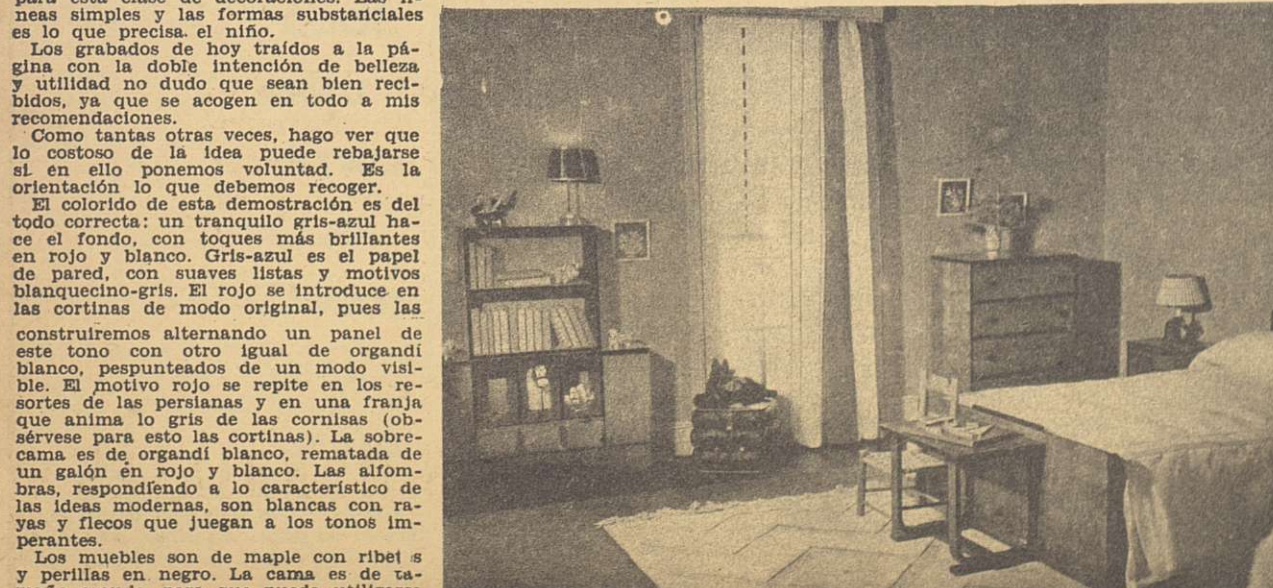 para esta clase de decoraciones. Las lí-
neas simples y las formas substanciales
es lo que precisa. el niño.
Los grabados de hoy traídos a la pá-
gina con la doble intención de belleza
y utilidad no dudo que sean bien reci-
bidos, ya que se acogen en todo a mis
recomendaciones.
Como tantas otras veces, hago ver que
lo costoso de la idea puede rebajarse
si en ello ponemos voluntad. Es la
orientación lo que debemos recoger.
El colorido de esta demostración es del
todo correcta: un tranquilo gris-azul ha-
ce el fondo, con toques más brillantes
en rojo y blanco. Gris-azul es el papel
de pared, con suaves listas y motivos
blanquecino-gris. El rojo se introduce en
las cortinas de modo original, pues las
construiremos alternando un panel de
este tono con otro igual de organdí
blanco, pespunteados de un modo visi-
ble. El motivo rojo se repite en los re-
sortes de las persianas y en una franja
que anima lo gris de las cornisas (ob-
sérvese para esto las cortinas). La sobre-
cama es de organdí blanco, rematada de
un galón en rojo y blanco. Las alfom-
bras, respondiendo a lo característico de
las ideas modernas, son blancas con ra-
yas y flecos que juegan a los tonos im-
perantes.
Los muebles son de maple con ribet s
y perillas en negro. La cama es de ta-